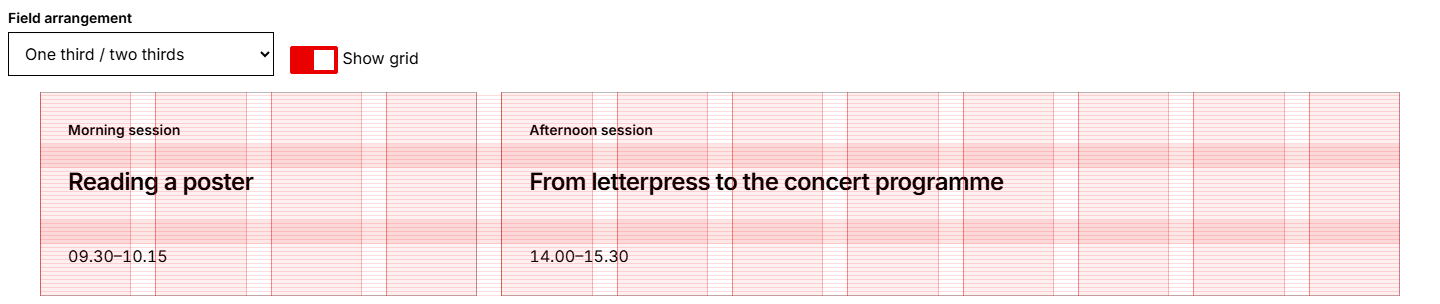 Field arrangement
One third / two thirds
Show grid
Morning session
Reading a poster
09.30–10.15
Afternoon session
From letterpress to the concert programme
14.00–15.30